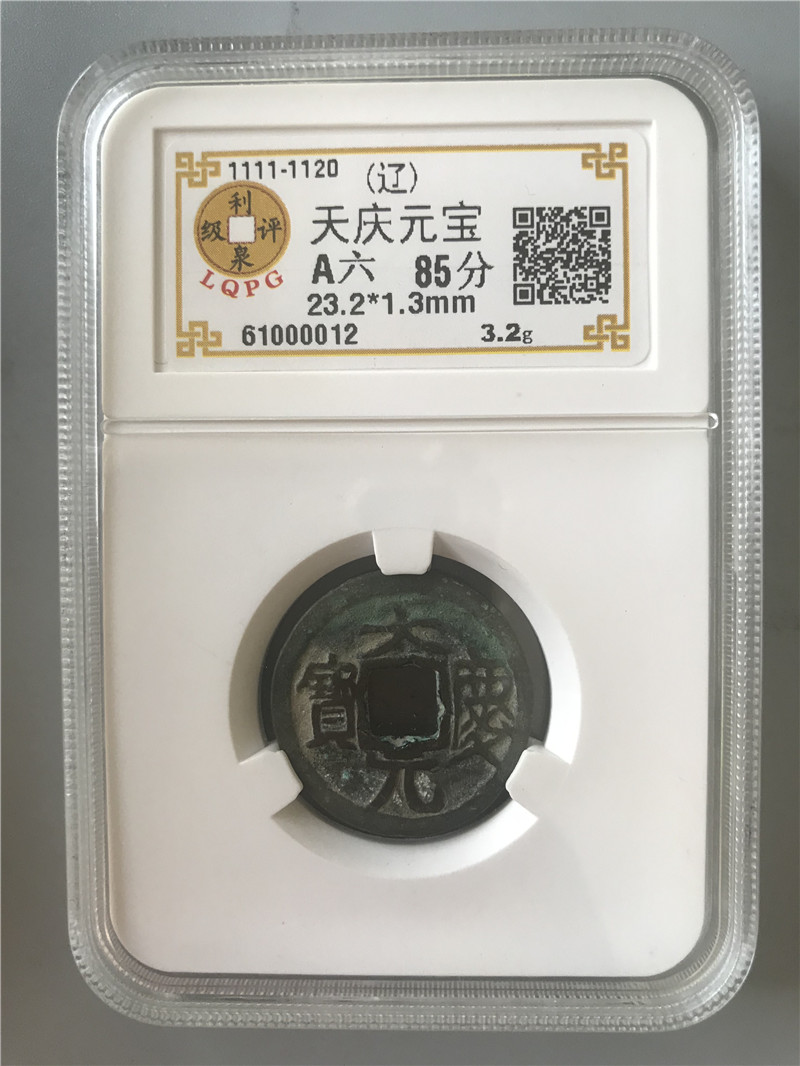 1111-1120
(辽)
利泉评级
LQPG
天庆元宝
A六 85分
23.2*1.3mm
61000012 3.2g
天慶元寶